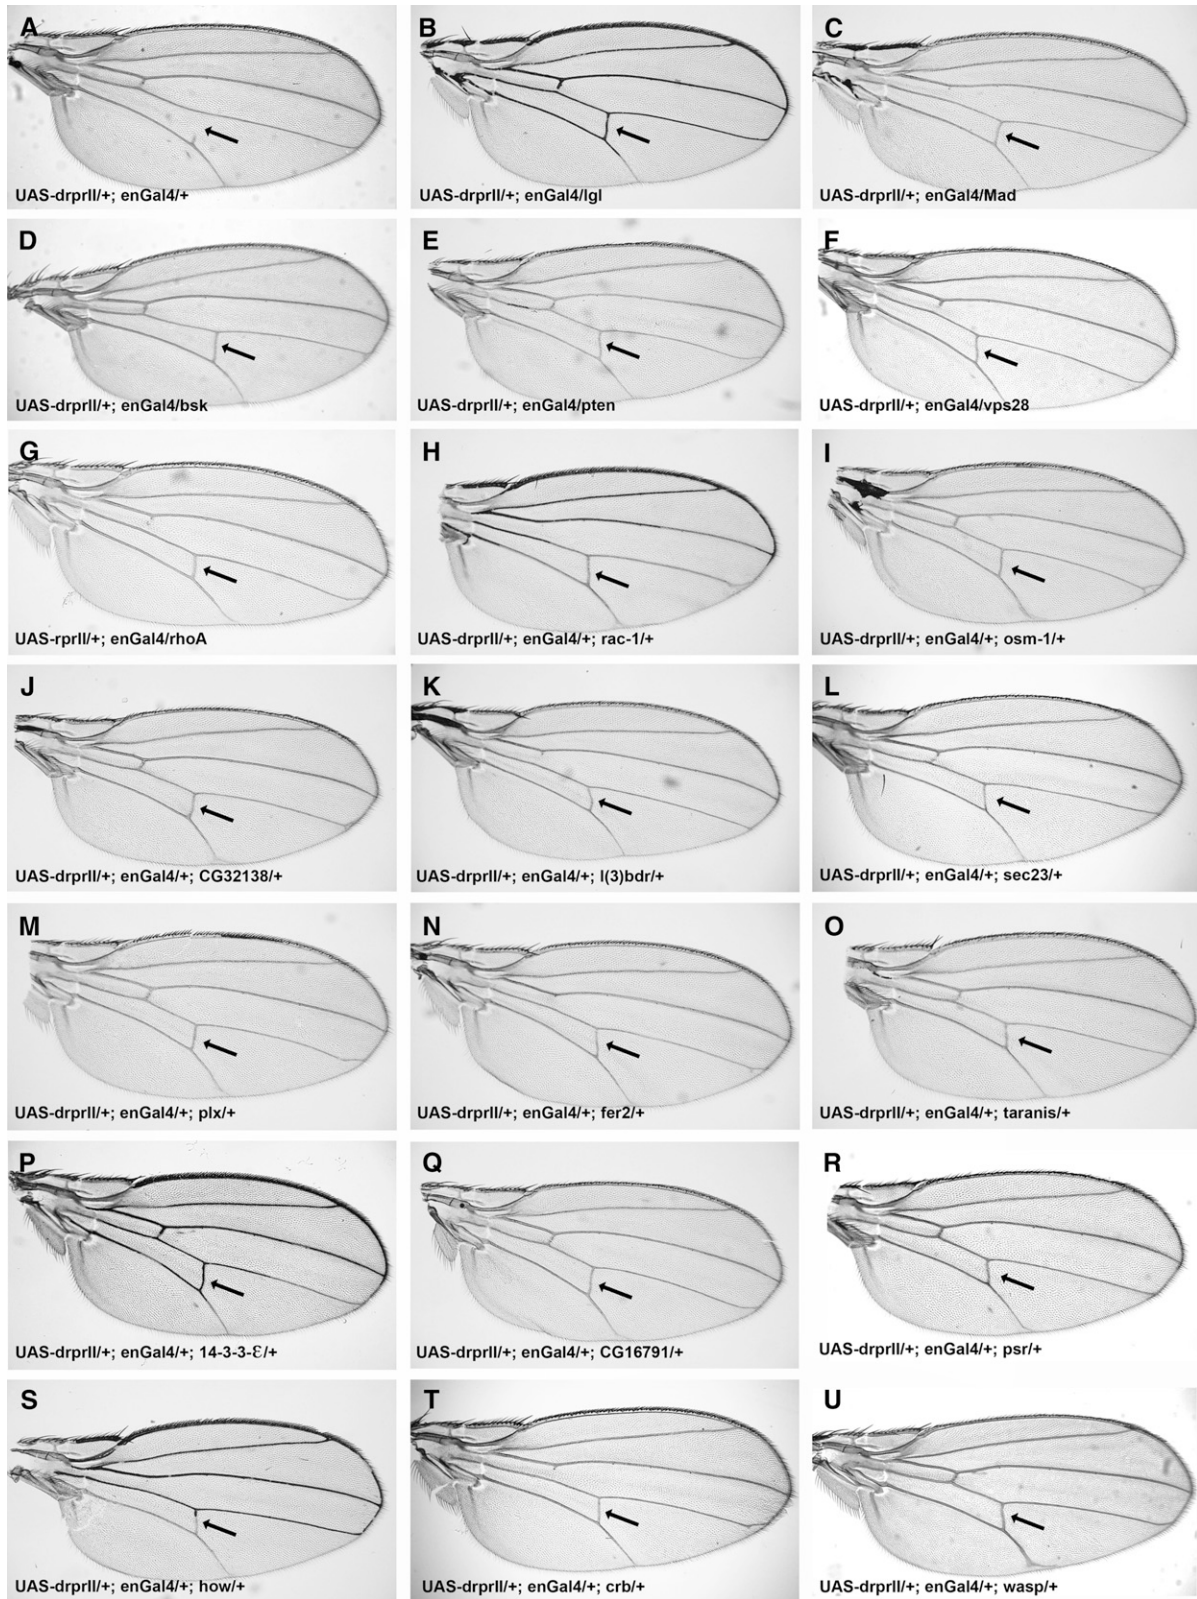 A
B
C
UAS-drprII/+; enGal4/+
UAS-drprII/+; enGal4/lgl
UAS-drprII/+; enGal4/Mad
D
E
F
UAS-drprII/+; enGal4/bsk
UAS-drprII/+; enGal4/pten
UAS-drprII/+; enGal4/vps28
G
H
I
UAS-rprII/+; enGal4/rhoA
UAS-drprII/+; enGal4/+; rac-1/+
UAS-drprII/+; enGal4/+; osm-1/+
J
K
L
UAS-drprII/+; enGal4/+; CG32138/+
UAS-drprII/+; enGal4/+; l(3)bdr/+
UAS-drprII/+; enGal4/+; sec23/+
M
N
O
UAS-drprII/+; enGal4/+; plx/+
UAS-drprII/+; enGal4/+; fer2/+
UAS-drprII/+; enGal4/+; taranis/+
P
Q
R
UAS-drprII/+; enGal4/+; 14-3-3-ℇ/+
UAS-drprII/+; enGal4/+; CG16791/+
UAS-drprII/+; enGal4/+; psr/+
S
T
U
UAS-drprII/+; enGal4/+; how/+
UAS-drprII/+; enGal4/+; crb/+
UAS-drprII/+; enGal4/+; wasp/+